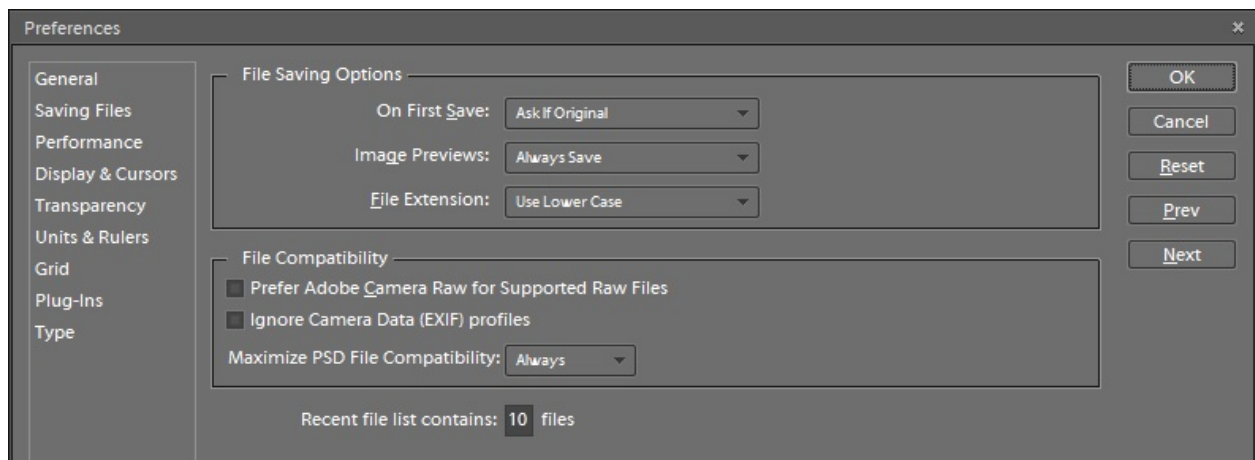 Preferences
General
Saving Files
Performance
Display & Cursors
Transparency
Units & Rulers
Grid
Plug-Ins
Type
File Saving Options
On First Save: Ask If Original
Image Previews: Always Save
File Extension: Use Lower Case
File Compatibility
Prefer Adobe Camera Raw for Supported Raw Files
Ignore Camera Data (EXIF) profiles
Maximize PSD File Compatibility: Always
Recent file list contains: 10 files
OK
Cancel
Reset
Prev
Next